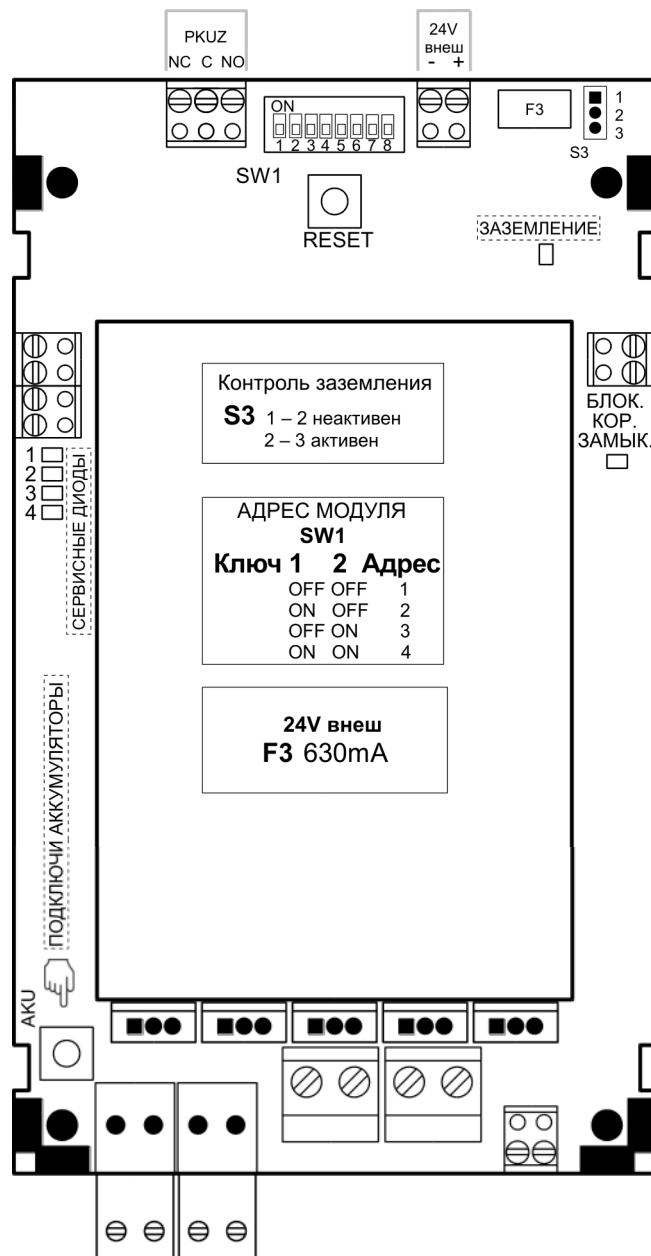 PKUZ
NC C NO
24V
внеш
- +
ON
1 2 3 4 5 6 7 8
SW1
RESET
F3
1
2
3
S3
ЗАЗЕМЛЕНИЕ
Контроль заземления
S3 1 – 2 неактивен
2 – 3 активен
БЛОК.
КОР.
ЗАМЫК.
1
2
3
4
СЕРВИСНЫЕ ДИОДЫ
АДРЕС МОДУЛЯ
SW1
Ключ 1 2 Адрес
OFF OFF 1
ON OFF 2
OFF ON 3
ON ON 4
24V внеш
F3 630mA
ПОДКЛЮЧИ АККУМУЛЯТОРЫ
AKU